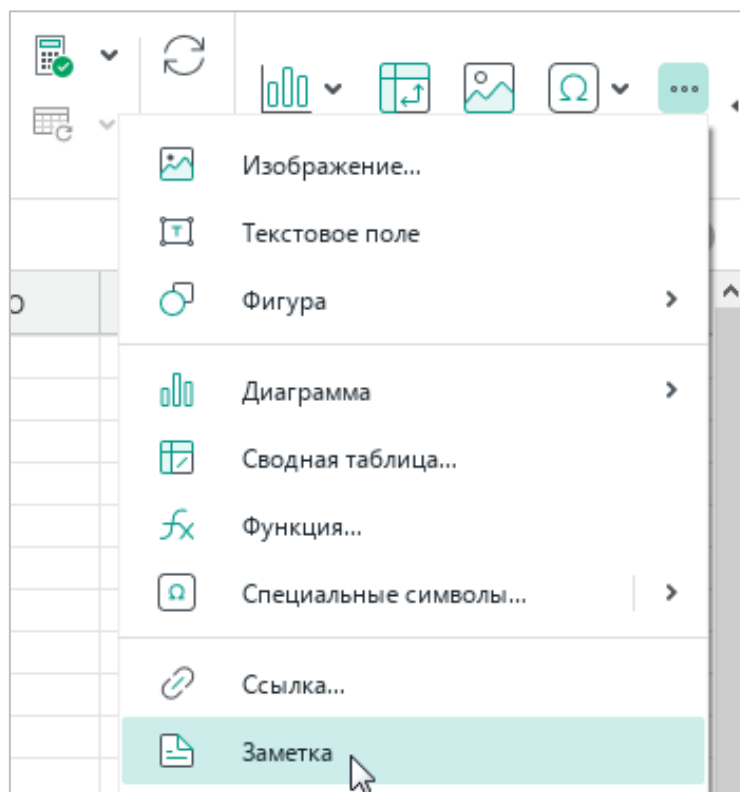 Изображение...
Текстовое поле
Фигура
Диаграмма
Сводная таблица...
Функция...
Специальные символы...
Ссылка...
Заметка